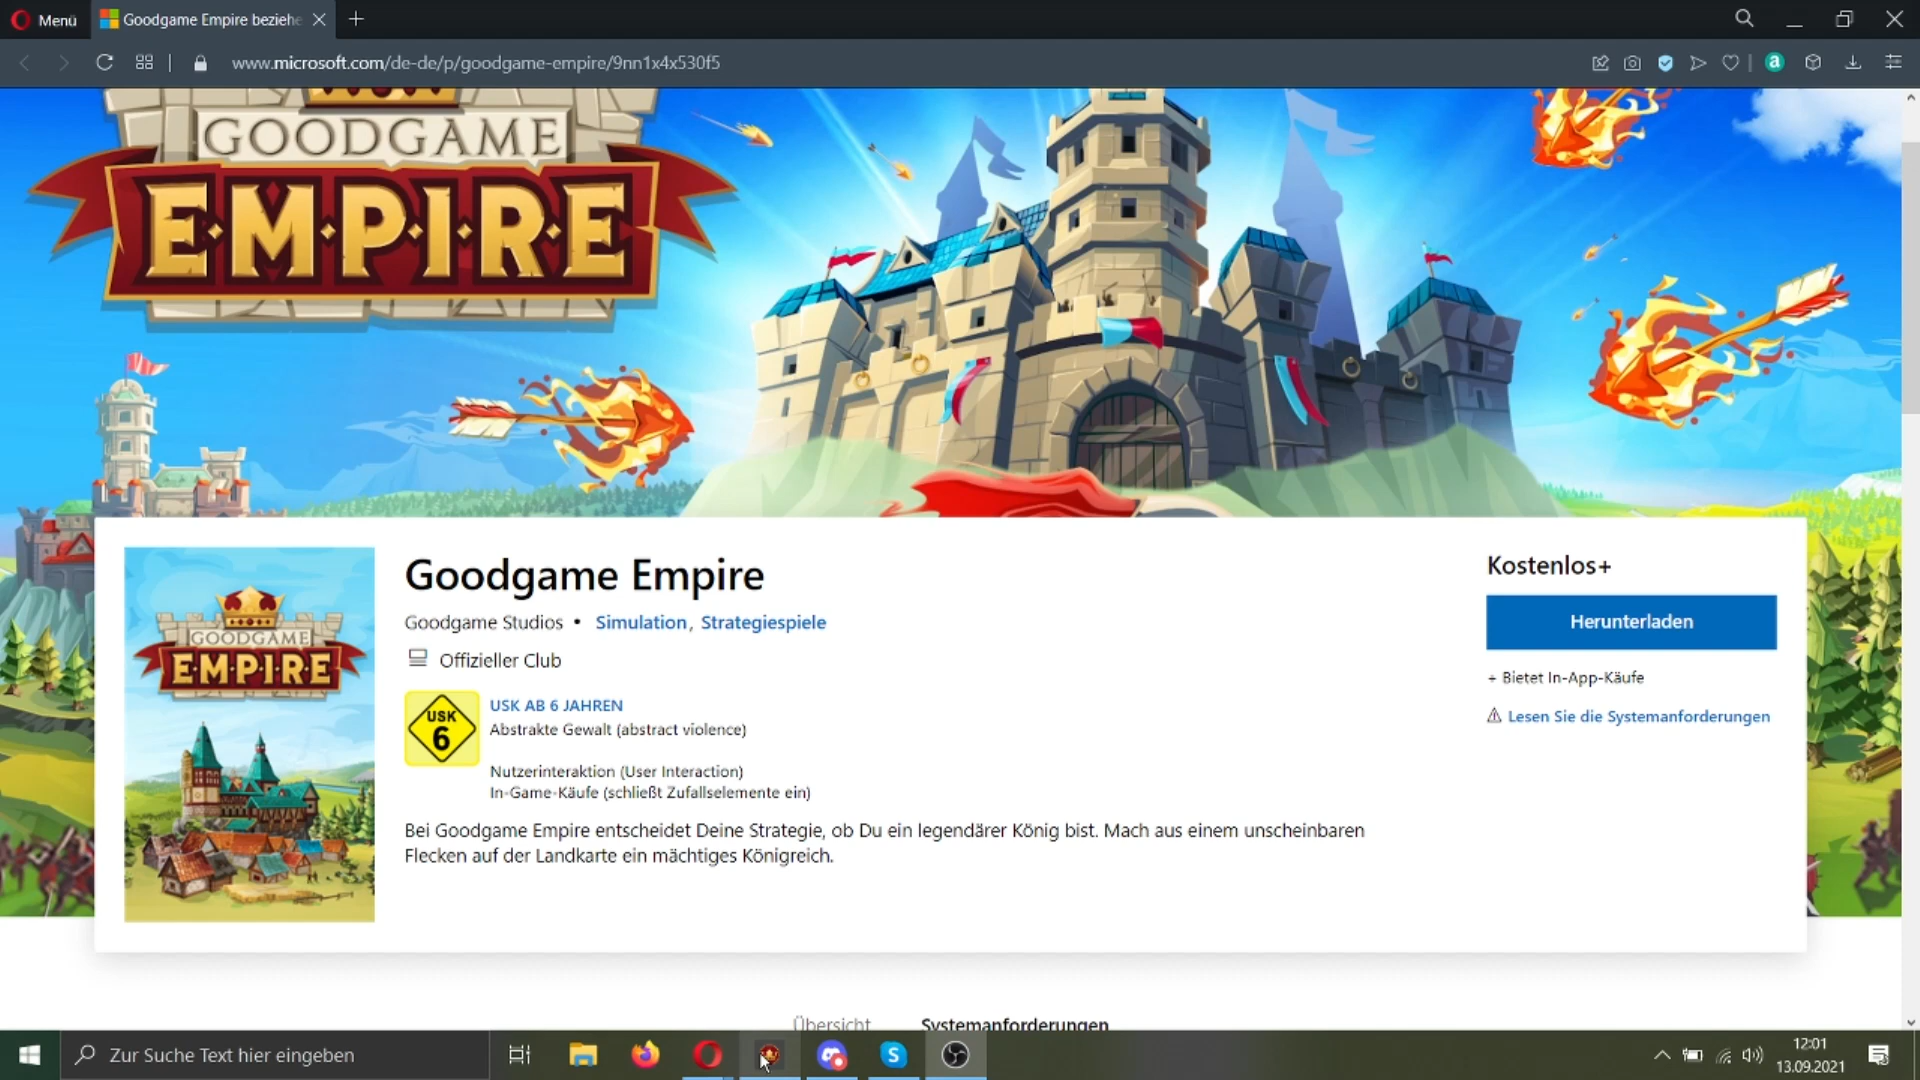 Menü
Goodgame Empire beziehe
www.microsoft.com/de-de/p/goodgame-empire/9nn1x4x530f5
GOODGAME
EMPIRE
GOODGAME
EMPIRE
Goodgame Empire
Goodgame Studios • Simulation, Strategiespiele
Offizieller Club
USK
6
USK AB 6 JAHREN
Abstrakte Gewalt (abstract violence)
Nutzerinteraktion (User Interaction)
In-Game-Käufe (schließt Zufallselemente ein)
Bei Goodgame Empire entscheidet Deine Strategie, ob Du ein legendärer König bist. Mach aus einem unscheinbaren
Flecken auf der Landkarte ein mächtiges Königreich.
Kostenlos+
Herunterladen
+ Bietet In-App-Käufe
Lesen Sie die Systemanforderungen
Übersicht
Systemanforderungen
Zur Suche Text hier eingeben
12:01
13.09.2021